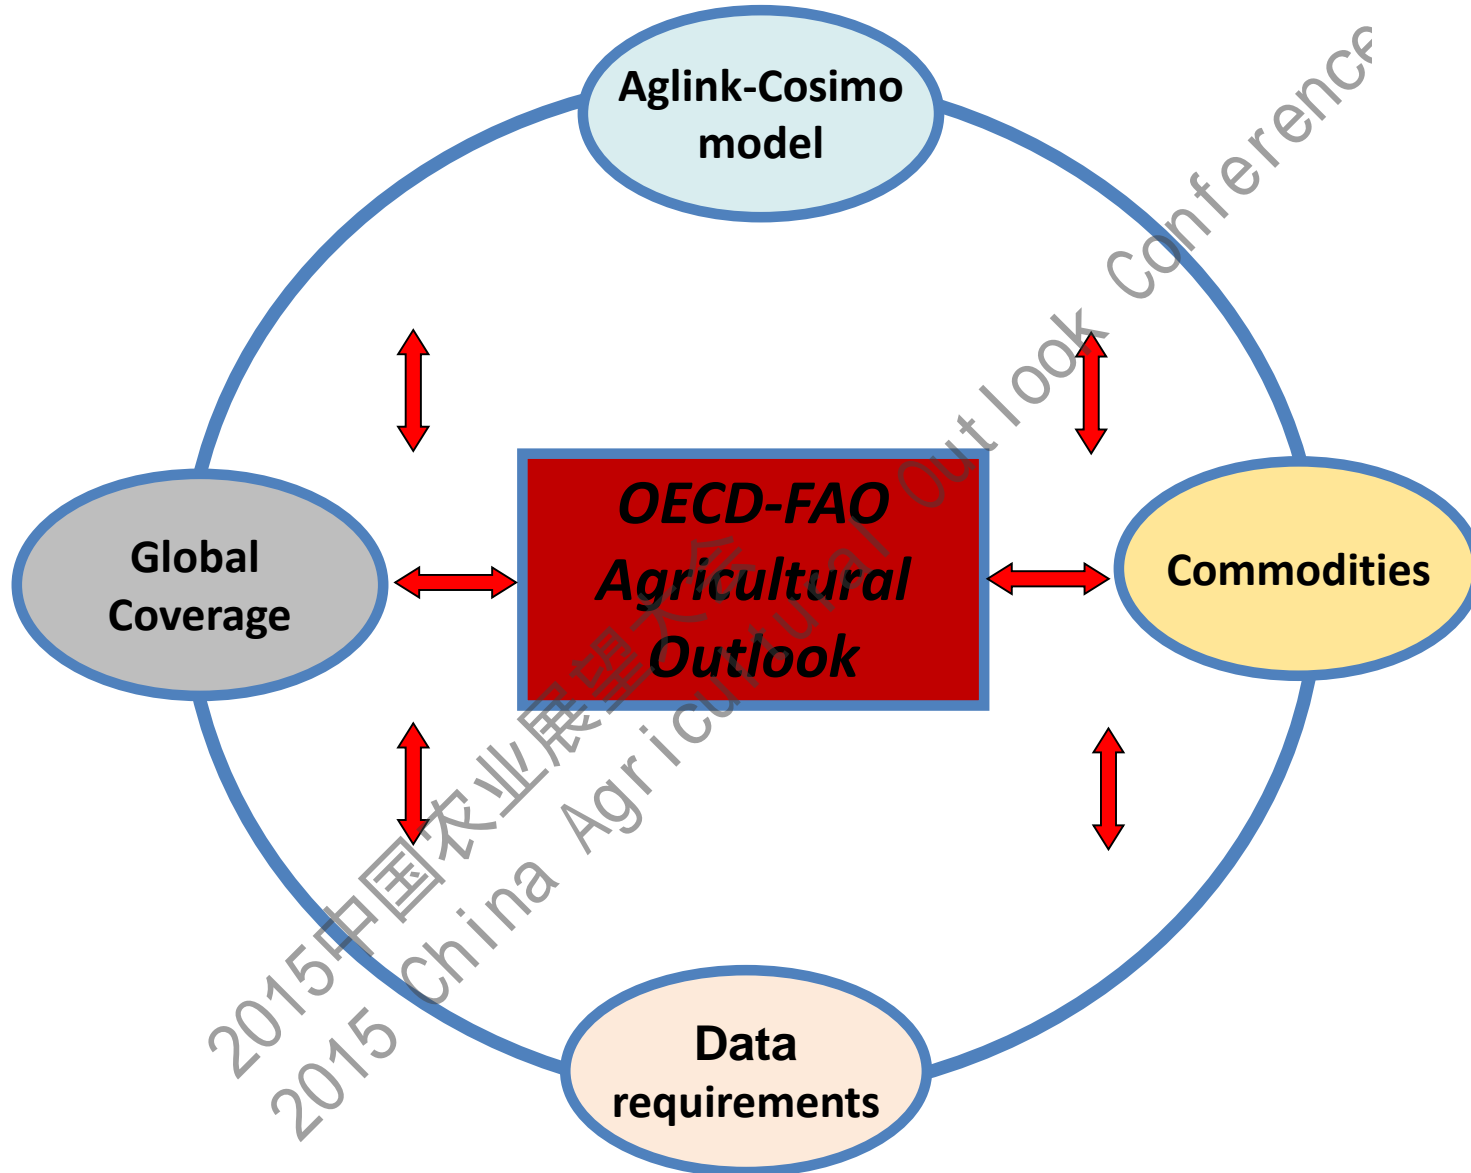 Aglink-Cosimo
model
Global
Coverage
OECD-FAO
Agricultural
Outlook
Commodities
Data
requirements
2015中国农业展望大会
2015 China Agricultural Outlook Conference